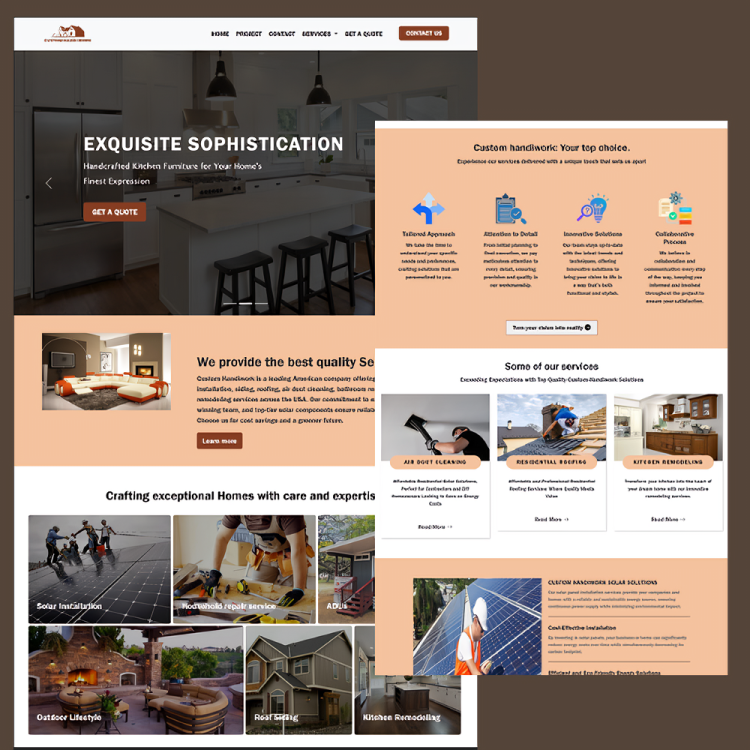 CUSTOM HANDIWORK
HOME PROJECT CONTACT SERVICES GET A QUOTE CONTACT US
EXQUISITE SOPHISTICATION
Handcrafted Kitchen Furniture for Your Home's
Finest Expression
GET A QUOTE
We provide the best quality Se
Custom Handiwork is a leading American company offering
installation, siding, roofing, air duct cleaning, bathroom
remodeling services across the USA. Our commitment to
winning team, and top-tier solar components ensure
Choose us for cost savings and a greener future.
Learn more
Crafting exceptional Homes with care and expertis
Solar Installation
Household repair service
ADUs
Outdoor Lifestyle
Roof Siding
Kitchen Remodeling
Custom handiwork: Your top choice.
Experience our services delivered with a unique touch that sets us apart
Tailored Approach
We take the time to
understand your specific
needs and preferences,
crafting solutions that are
personalized to you.
Attention to Detail
From initial planning to
final execution, we pay
meticulous attention to
every detail, ensuring
precision and quality in
our workmanship.
Innovative Solutions
Our team stays up-to-date
with the latest trends and
techniques, offering
innovative solutions to
bring your vision to life in
a way that's both
functional and stylish.
Collaborative
Process
We believe in
collaboration and
communication every step
of the way, keeping you
informed and involved
throughout the project to
ensure your satisfaction.
Turn your vision into reality
Some of our services
Exceeding Expectations with Top Quality Custom Handiwork Solutions
AIR DUCT CLEANING
Affordable Residential Solar Solutions,
Perfect for Contractors and DIY
Homeowners Looking to Save on Energy
Costs
Read More →
RESIDENTIAL ROOFING
Affordable and Professional Residential
Roofing Services: Where Quality Meets
Value
Read More →
KITCHEN REMODELING
Transform your kitchen into the heart of
your dream home with our innovative
remodeling services.
Read More →
CUSTOM HANDIWORK SOLAR SOLUTIONS
Our solar panel installation services provide your companies and
homes with a reliable and sustainable energy source, ensuring
continuous power supply while minimizing environmental impact.
Cost-Effective Installation
By investing in solar panels, your business or home can significantly
reduce energy costs over time while simultaneously decreasing its
carbon footprint.
Efficient and Eco-Friendly Energy Solutions